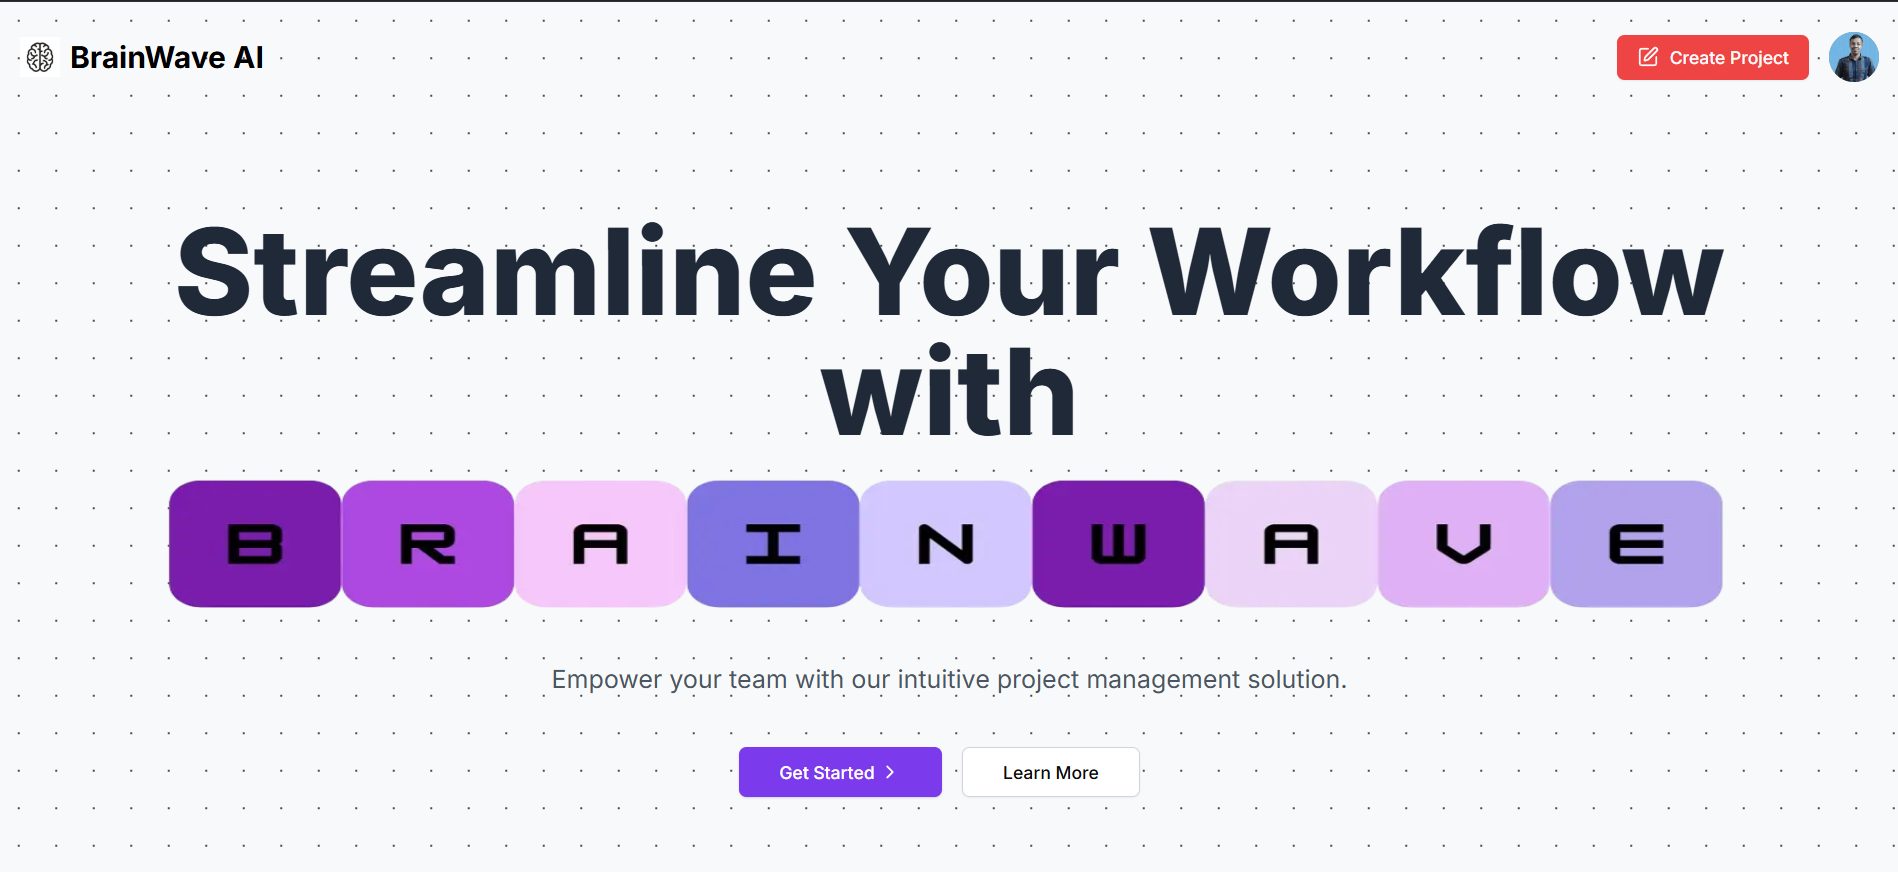 BrainWave AI
Create Project
Streamline Your Workflow
with
BRAINWAVE
Empower your team with our intuitive project management solution.
Get Started
Learn More